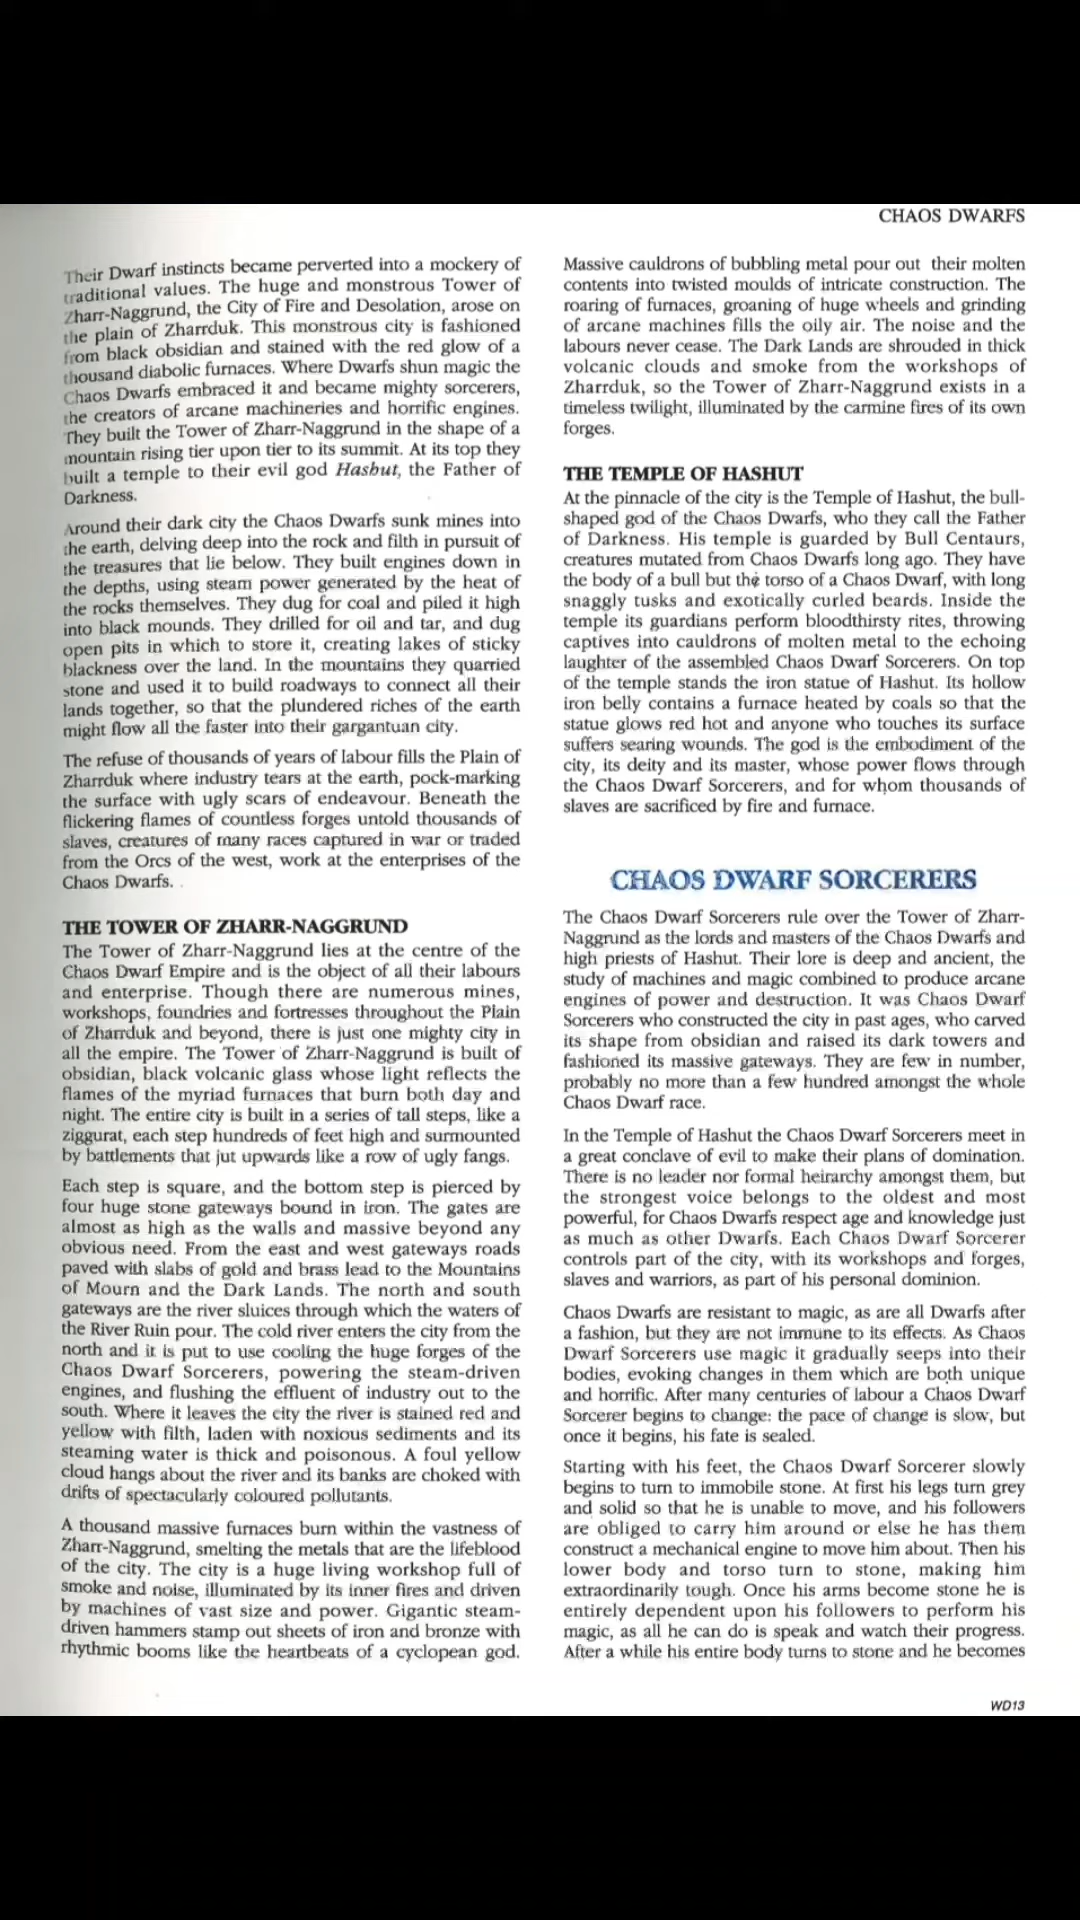 CHAOS DWARFS
Their Dwarf instincts became perverted into a mockery of
traditional values. The huge and monstrous Tower of
Zharr-Naggrund, the City of Fire and Desolation, arose on
the plain of Zharrduk. This monstrous city is fashioned
from black obsidian and stained with the red glow of a
thousand diabolic furnaces. Where Dwarfs shun magic the
Chaos Dwarfs embraced it and became mighty sorcerers,
the creators of arcane machineries and horrific engines.
They built the Tower of Zharr-Naggrund in the shape of a
mountain rising tier upon tier to its summit. At its top they
built a temple to their evil god Hashut, the Father of
Darkness.
Around their dark city the Chaos Dwarfs sunk mines into
the earth, delving deep into the rock and filth in pursuit of
the treasures that lie below. They built engines down in
the depths, using steam power generated by the heat of
the rocks themselves. They dug for coal and piled it high
into black mounds. They drilled for oil and tar, and dug
open pits in which to store it, creating lakes of sticky
blackness over the land. In the mountains they quarried
stone and used it to build roadways to connect all their
lands together, so that the plundered riches of the earth
might flow all the faster into their gargantuan city.
The refuse of thousands of years of labour fills the Plain of
Zharrduk where industry tears at the earth, pock-marking
the surface with ugly scars of endeavour. Beneath the
flickering flames of countless forges untold thousands of
slaves, creatures of many races captured in war or traded
from the Orcs of the west, work at the enterprises of the
Chaos Dwarfs.
THE TOWER OF ZHARR-NAGGRUND
The Tower of Zharr-Naggrund lies at the centre of the
Chaos Dwarf Empire and is the object of all their labours
and enterprise. Though there are numerous mines,
workshops, foundries and fortresses throughout the Plain
of Zharrduk and beyond, there is just one mighty city in
all the empire. The Tower of Zharr-Naggrund is built of
obsidian, black volcanic glass whose light reflects the
flames of the myriad furnaces that burn both day and
night. The entire city is built in a series of tall steps, like a
ziggurat, each step hundreds of feet high and surmounted
by battlements that jut upwards like a row of ugly fangs.
Each step is square, and the bottom step is pierced by
four huge stone gateways bound in iron. The gates are
almost as high as the walls and massive beyond any
obvious need. From the east and west gateways roads
paved with slabs of gold and brass lead to the Mountains
of Mourn and the Dark Lands. The north and south
gateways are the river sluices through which the waters of
the River Ruin pour. The cold river enters the city from the
north and it is put to use cooling the huge forges of the
Chaos Dwarf Sorcerers, powering the steam-driven
engines, and flushing the effluent of industry out to the
south. Where it leaves the city the river is stained red and
yellow with filth, laden with noxious sediments and its
steaming water is thick and poisonous. A foul yellow
cloud hangs about the river and its banks are choked with
drifts of spectacularly coloured pollutants.
A thousand massive furnaces burn within the vastness of
Zharr-Naggrund, smelting the metals that are the lifeblood
of the city. The city is a huge living workshop full of
smoke and noise, illuminated by its inner fires and driven
by machines of vast size and power. Gigantic steam-
driven hammers stamp out sheets of iron and bronze with
rhythmic booms like the heartbeats of a cyclopean god.
Massive cauldrons of bubbling metal pour out their molten
contents into twisted moulds of intricate construction. The
roaring of furnaces, groaning of huge wheels and grinding
of arcane machines fills the oily air. The noise and the
labours never cease. The Dark Lands are shrouded in thick
volcanic clouds and smoke from the workshops of
Zharrduk, so the Tower of Zharr-Naggrund exists in a
timeless twilight, illuminated by the carmine fires of its own
forges.
THE TEMPLE OF HASHUT
At the pinnacle of the city is the Temple of Hashut, the bull-
shaped god of the Chaos Dwarfs, who they call the Father
of Darkness. His temple is guarded by Bull Centaurs,
creatures mutated from Chaos Dwarfs long ago. They have
the body of a bull but the torso of a Chaos Dwarf, with long
snaggly tusks and exotically curled beards. Inside the
temple its guardians perform bloodthirsty rites, throwing
captives into cauldrons of molten metal to the echoing
laughter of the assembled Chaos Dwarf Sorcerers. On top
of the temple stands the iron statue of Hashut. Its hollow
iron belly contains a furnace heated by coals so that the
statue glows red hot and anyone who touches its surface
suffers searing wounds. The god is the embodiment of the
city, its deity and its master, whose power flows through
the Chaos Dwarf Sorcerers, and for whom thousands of
slaves are sacrificed by fire and furnace.
CHAOS DWARF SORCERERS
The Chaos Dwarf Sorcerers rule over the Tower of Zharr-
Naggrund as the lords and masters of the Chaos Dwarfs and
high priests of Hashut. Their lore is deep and ancient, the
study of machines and magic combined to produce arcane
engines of power and destruction. It was Chaos Dwarf
Sorcerers who constructed the city in past ages, who carved
its shape from obsidian and raised its dark towers and
fashioned its massive gateways. They are few in number,
probably no more than a few hundred amongst the whole
Chaos Dwarf race.
In the Temple of Hashut the Chaos Dwarf Sorcerers meet in
a great conclave of evil to make their plans of domination.
There is no leader nor formal heirarchy amongst them, but
the strongest voice belongs to the oldest and most
powerful, for Chaos Dwarfs respect age and knowledge just
as much as other Dwarfs. Each Chaos Dwarf Sorcerer
controls part of the city, with its workshops and forges,
slaves and warriors, as part of his personal dominion.
Chaos Dwarfs are resistant to magic, as are all Dwarfs after
a fashion, but they are not immune to its effects. As Chaos
Dwarf Sorcerers use magic it gradually seeps into their
bodies, evoking changes in them which are both unique
and horrific. After many centuries of labour a Chaos Dwarf
Sorcerer begins to change: the pace of change is slow, but
once it begins, his fate is sealed.
Starting with his feet, the Chaos Dwarf Sorcerer slowly
begins to turn to immobile stone. At first his legs turn grey
and solid so that he is unable to move, and his followers
are obliged to carry him around or else he has them
construct a mechanical engine to move him about. Then his
lower body and torso turn to stone, making him
extraordinarily tough. Once his arms become stone he is
entirely dependent upon his followers to perform his
magic, as all he can do is speak and watch their progress.
After a while his entire body turns to stone and he becomes
WD13